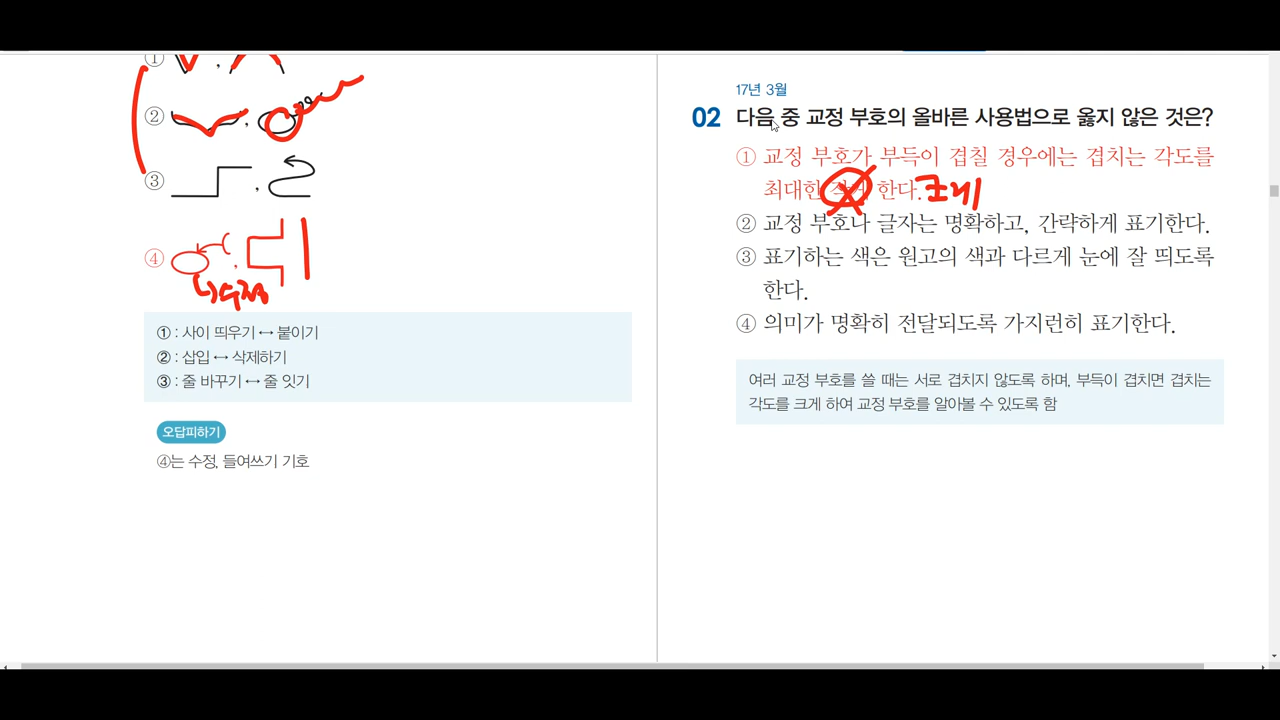 ①
②
③
④
수정
① : 사이 띄우기 ↔ 붙이기
② : 삽입 ↔ 삭제하기
③ : 줄 바꾸기 ↔ 줄 잇기
오답피하기
④는 수정, 들여쓰기 기호
17년 3월
02 다음 중 교정 부호의 올바른 사용법으로 옳지 않은 것은?
① 교정 부호가 부득이 겹칠 경우에는 겹치는 각도를
최대한 한다. 크게
② 교정 부호나 글자는 명확하고, 간략하게 표기한다.
③ 표기하는 색은 원고의 색과 다르게 눈에 잘 띄도록
한다.
④ 의미가 명확히 전달되도록 가지런히 표기한다.
여러 교정 부호를 쓸 때는 서로 겹치지 않도록 하며, 부득이 겹치면 겹치는
각도를 크게 하여 교정 부호를 알아볼 수 있도록 함